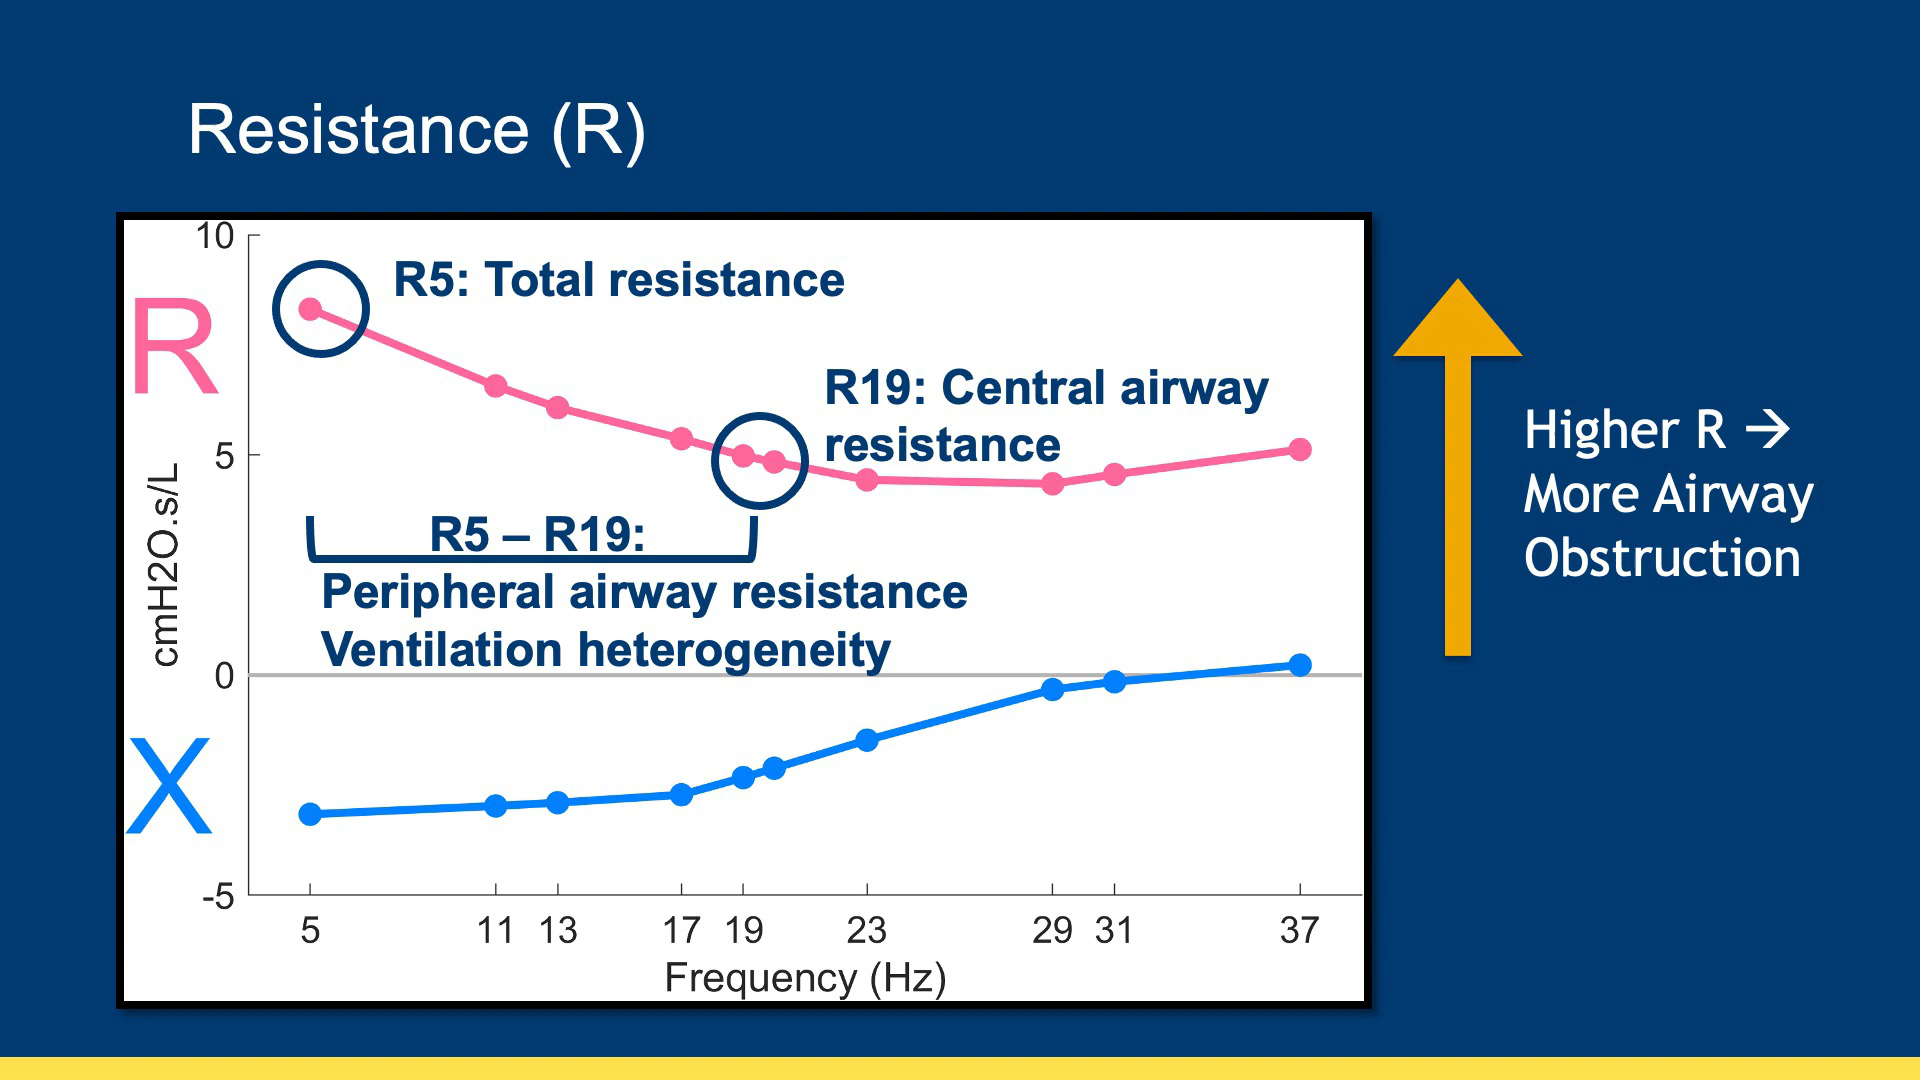 Resistance (R)
10
R5: Total resistance
R
R19: Central airway
resistance
5
cmH2O.s/L
R5 – R19:
Peripheral airway resistance
Ventilation heterogeneity
0
X
-5
5 11 13 17 19 23 29 31 37
Frequency (Hz)
Higher R →
More Airway
Obstruction